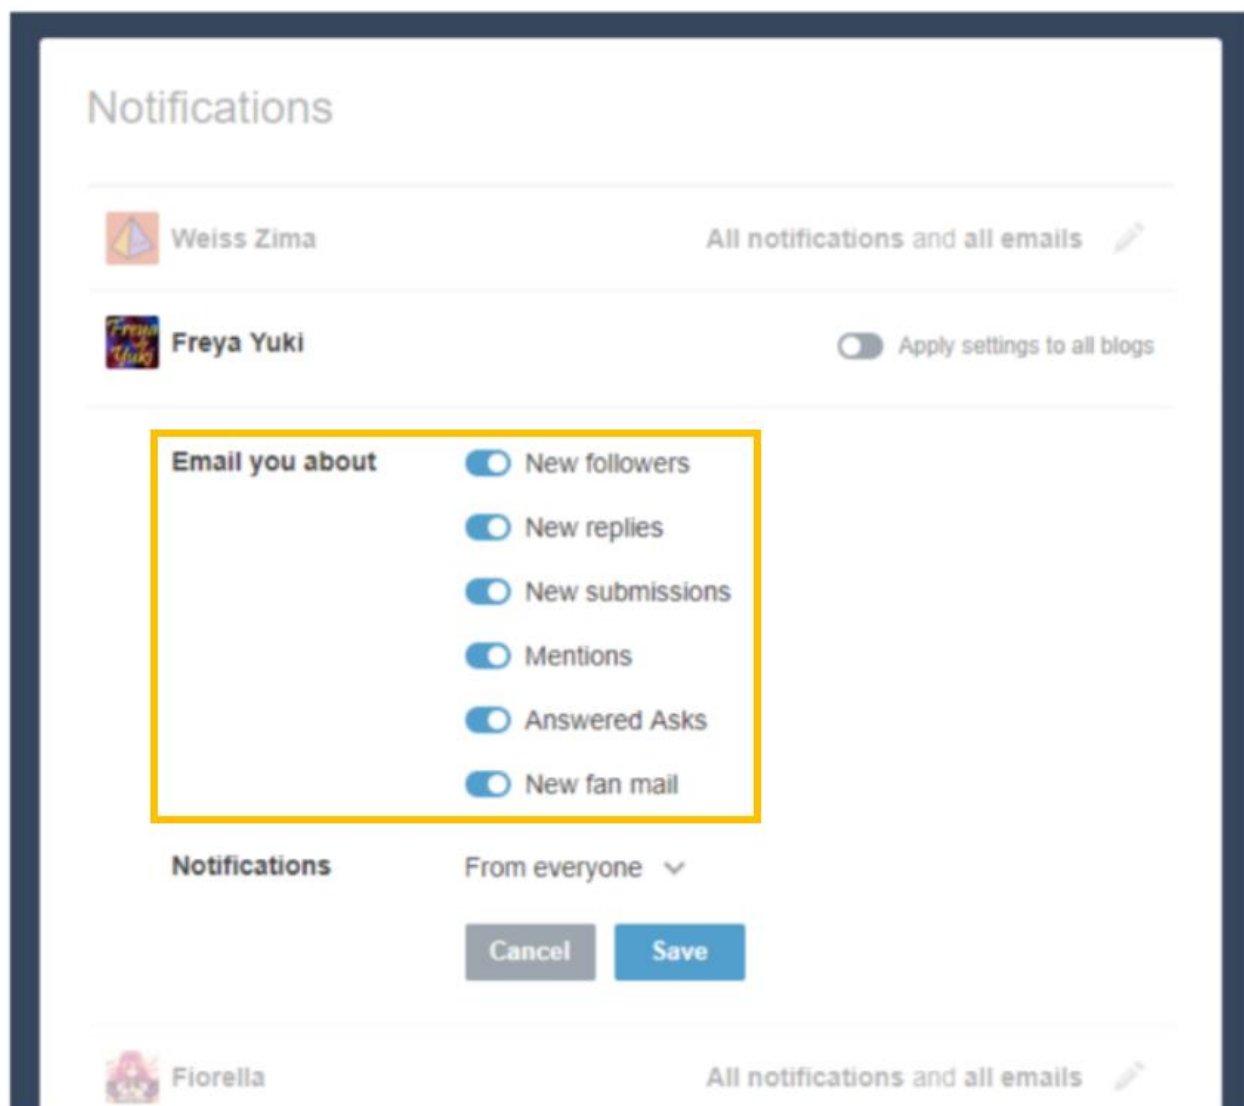 Notifications
Weiss Zima All notifications and all emails
Freya
Yuki
Freya Yuki Apply settings to all blogs
Email you about New followers
New replies
New submissions
Mentions
Answered Asks
New fan mail
Notifications From everyone
Cancel Save
Fiorella All notifications and all emails